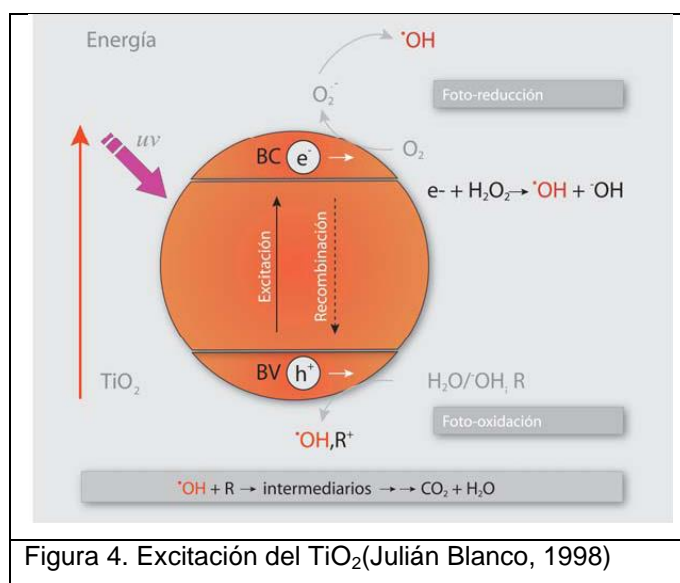 Energía
•OH
O₂⁻
Foto-reducción
uv
BC e⁻
O₂
e- + H₂O₂→ •OH + ⁻OH
Excitación
Recombinación
BV h⁺
TiO₂
H₂O/⁻OH, R
Foto-oxidación
•OH,R⁺
•OH + R → intermediarios → → CO₂ + H₂O
Figura 4. Excitación del TiO₂(Julián Blanco, 1998)